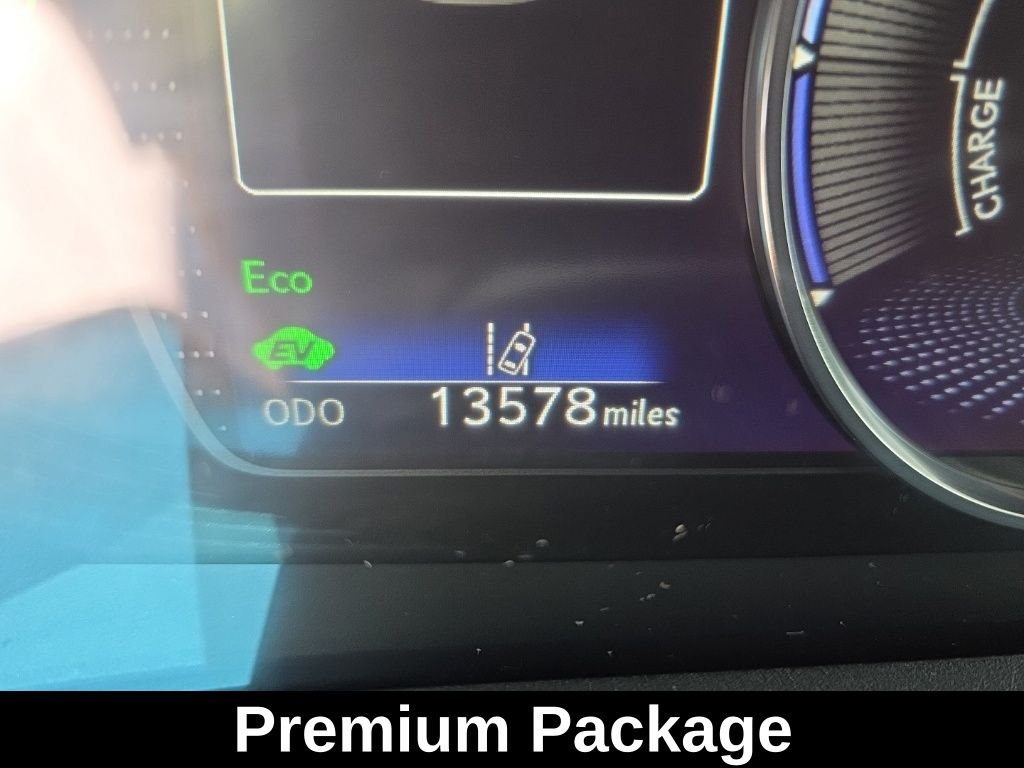 CHARGE
Eco
EV
ODO 13578 miles
Premium Package